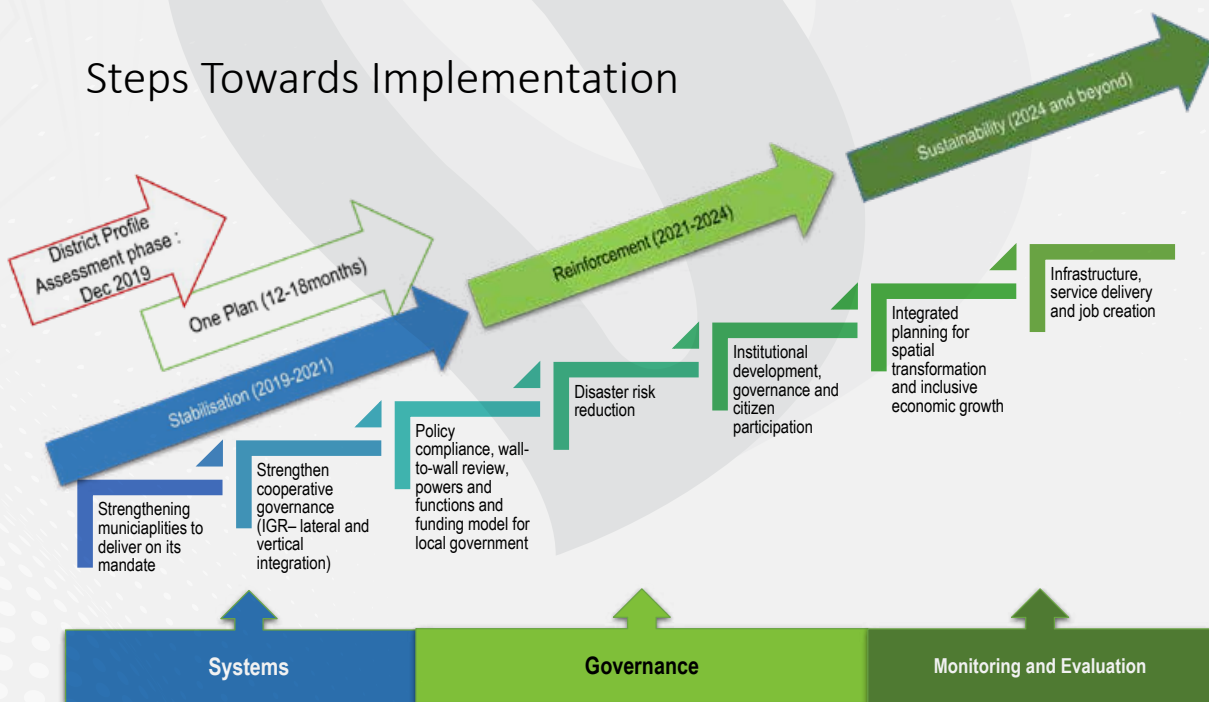 Steps Towards Implementation
Sustainability (2024 and beyond)
Reinforcement (2021-2024)
District Profile
Assessment phase :
Dec 2019
One Plan (12-18months)
Stabilisation (2019-2021)
Strengthening
municiaplities to
deliver on its
mandate
Strengthen
cooperative
governance
(IGR– lateral and
vertical
integration)
Policy
compliance, wall-
to-wall review,
powers and
functions and
funding model for
local government
Disaster risk
reduction
Institutional
development,
governance and
citizen
participation
Integrated
planning for
spatial
transformation
and inclusive
economic growth
Infrastructure,
service delivery
and job creation
Systems
Governance
Monitoring and Evaluation